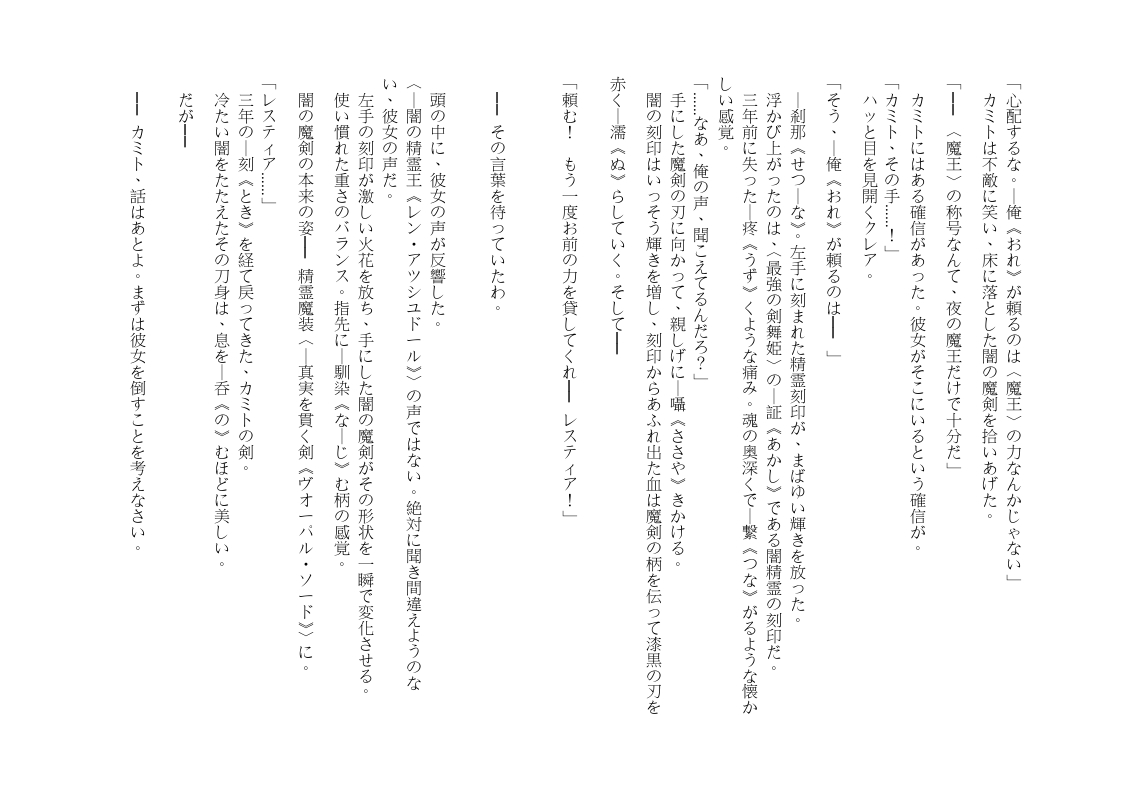 「心配するな。―俺《おれ》が頼るのは〈魔王〉の力なんかじゃない」
カミトは不敵に笑い、床に落とした闇の魔剣を拾いあげた。
「━━　〈魔王〉の称号なんて、夜の魔王だけで十分だ」
カミトにはある確信があった。彼女がそこにいるという確信が。
「カミト、その手……！」
ハッと目を見開くクレア。
「そう、―俺《おれ》が頼るのは━━　」
―刹那《せつ―な》。左手に刻まれた精霊刻印が、まばゆい輝きを放った。
浮かび上がったのは、〈最強の剣舞姫〉の―証《あかし》である闇精霊の刻印だ。
三年前に失った―疼《うず》くような痛み。魂の奥深くで―繋《つな》がるような懐か
しい感覚。
「……なあ、俺の声、聞こえてるんだろ？」
手にした魔剣の刃に向かって、親しげに―囁《ささや》きかける。
闇の刻印はいっそう輝きを増し、刻印からあふれ出た血は魔剣の柄を伝って漆黒の刃を
赤く―濡《ぬ》らしていく。そして━━
「頼む！　もう一度お前の力を貸してくれ━━　レスティア！」
━━　その言葉を待っていたわ。
頭の中に、彼女の声が反響した。
〈―闇の精霊王《レン・アッシュドール》〉の声ではない。絶対に聞き間違えようのな
い、彼女の声だ。
左手の刻印が激しい火花を放ち、手にした闇の魔剣がその形状を一瞬で変化させる。
使い慣れた重さのバランス。指先に―馴染《な―じ》む柄の感覚。
闇の魔剣の本来の姿━━　精霊魔装〈―真実を貫く剣《ヴォーパル・ソード》〉に。
「レスティア……」
三年の―刻《とき》を経て戻ってきた、カミトの剣。
冷たい闇をたたえたその刀身は、息を―呑《の》むほどに美しい。
だが━━
━━　カミト、話はあとよ。まずは彼女を倒すことを考えなさい。